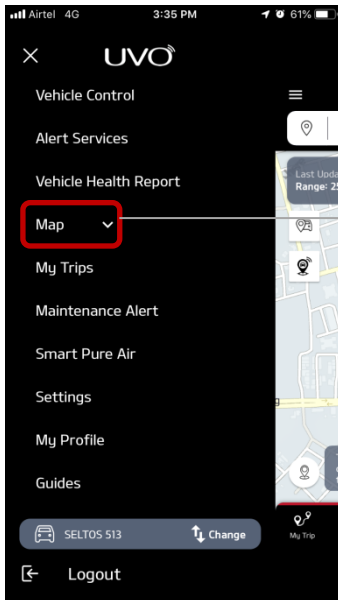 Airtel 4G 3:35 PM 61%
UVO
Vehicle Control
Alert Services
Vehicle Health Report
Map
My Trips
Maintenance Alert
Smart Pure Air
Settings
My Profile
Guides
SELTOS 513 Change
Logout
Last Upda
Range: 25
My Trip